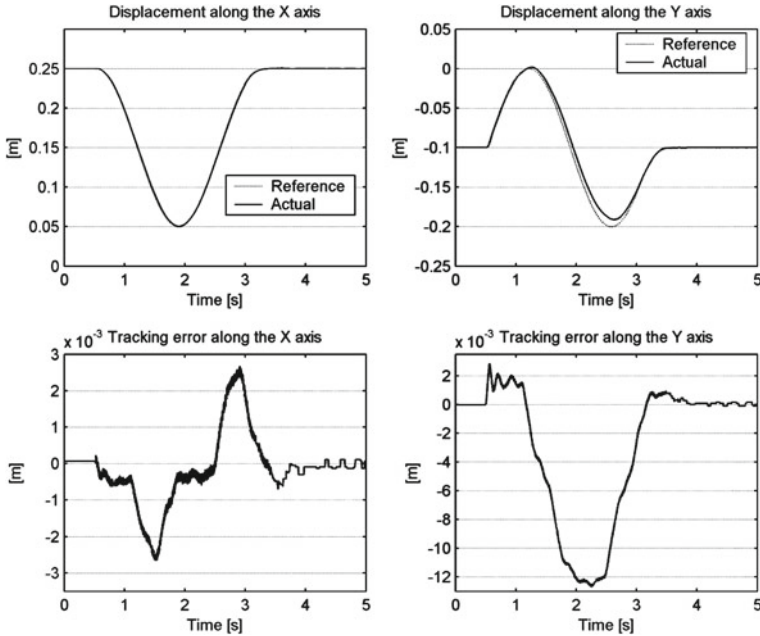 Displacement along the X axis
0.25
0.2
0.15
0.1
0.05
0
[m]
Reference
Actual
0 1 2 3 4 5
Time [s]
Displacement along the Y axis
0.05
0
-0.05
-0.1
-0.15
-0.2
-0.25
[m]
Reference
Actual
0 1 2 3 4 5
Time [s]
x 10-3 Tracking error along the X axis
3
2
1
0
-1
-2
-3
[m]
0 1 2 3 4 5
Time [s]
x 10-3 Tracking error along the Y axis
2
0
-2
-4
-6
-8
-10
-12
[m]
0 1 2 3 4 5
Time [s]